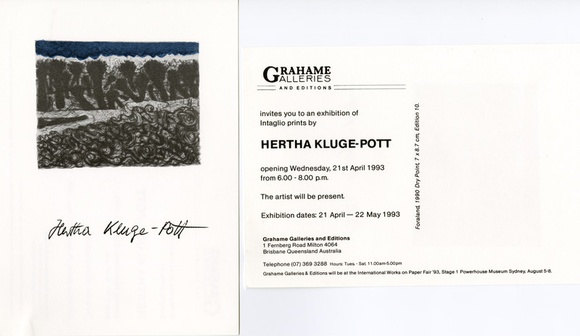 Hertha Kluge-Pott
GRAHAME
GALLERIES
AND EDITIONS
invites you to an exhibition of
Intaglio prints by
HERTHA KLUGE-POTT
opening Wednesday, 21st April 1993
from 6.00 - 8.00 p.m.
The artist will be present.
Exhibition dates: 21 April — 22 May 1993
Grahame Galleries and Editions
1 Fernberg Road Milton 4064
Brisbane Queensland Australia
Telephone (07) 369 3288 Hours Tues. - Sat. 11.00am-5.00pm
Grahame Galleries & Editions will be at the International Works on Paper Fair '93, Stage 1 Powerhouse Museum Sydney, August 5-8.
Foraland, 1990 Dry Point, 7 x 8.7 cm, Edition 10.